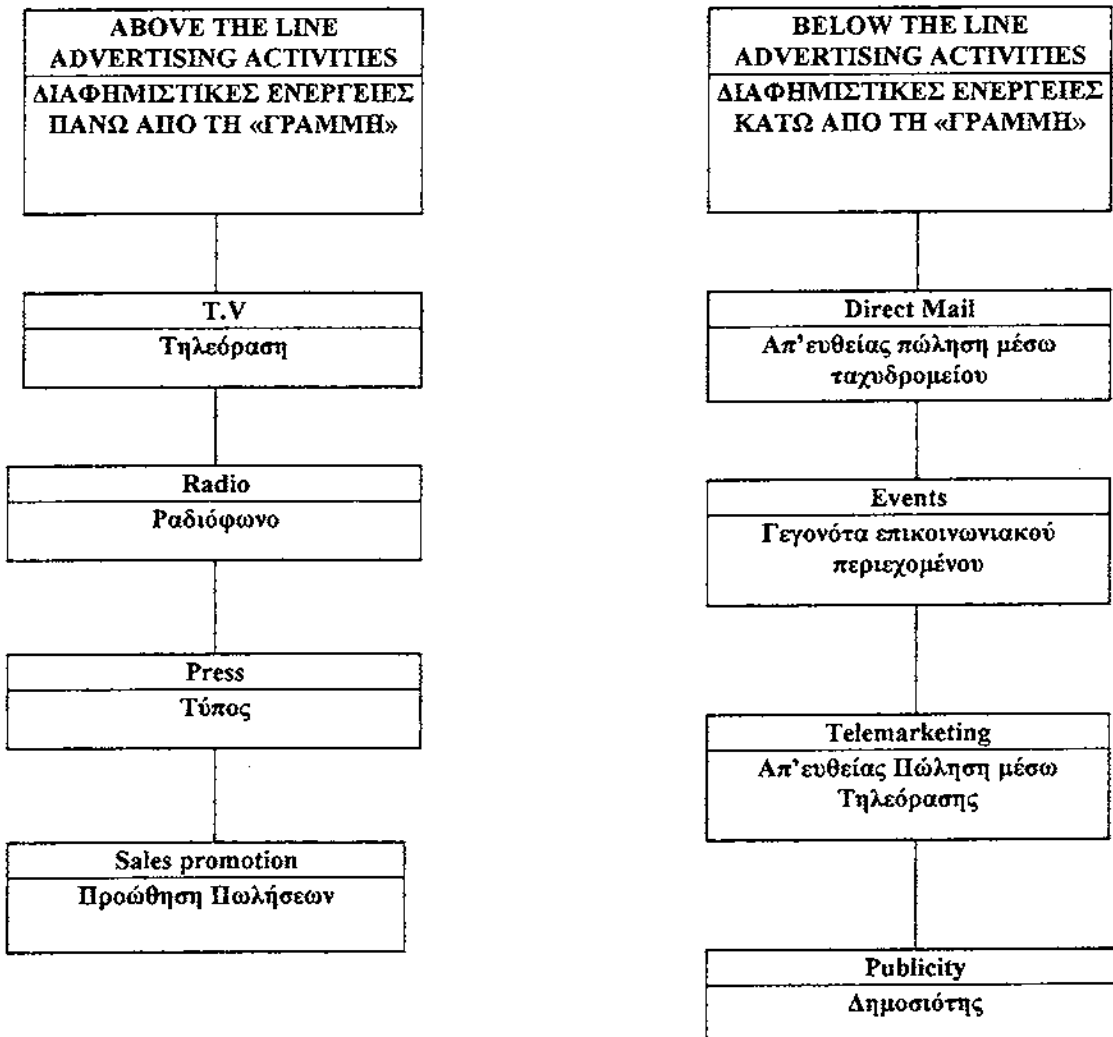 ABOVE THE LINE
ADVERTISING ACTIVITIES
ΔΙΑΦΗΜΙΣΤΙΚΕΣ ΕΝΕΡΓΕΙΕΣ
ΠΑΝΩ ΑΠΟ ΤΗ «ΓΡΑΜΜΗ»
T.V
Τηλεόραση
Radio
Ραδιόφωνο
Press
Τύπος
Sales promotion
Προώθηση Πωλήσεων
BELOW THE LINE
ADVERTISING ACTIVITIES
ΔΙΑΦΗΜΙΣΤΙΚΕΣ ΕΝΕΡΓΕΙΕΣ
ΚΑΤΩ ΑΠΟ ΤΗ «ΓΡΑΜΜΗ»
Direct Mail
Απ’ευθείας πώληση μέσω
ταχυδρομείου
Events
Γεγονότα επικοινωνιακού
περιεχομένου
Telemarketing
Απ’ευθείας Πώληση μέσω
Τηλεόρασης
Publicity
Δημοσιότης